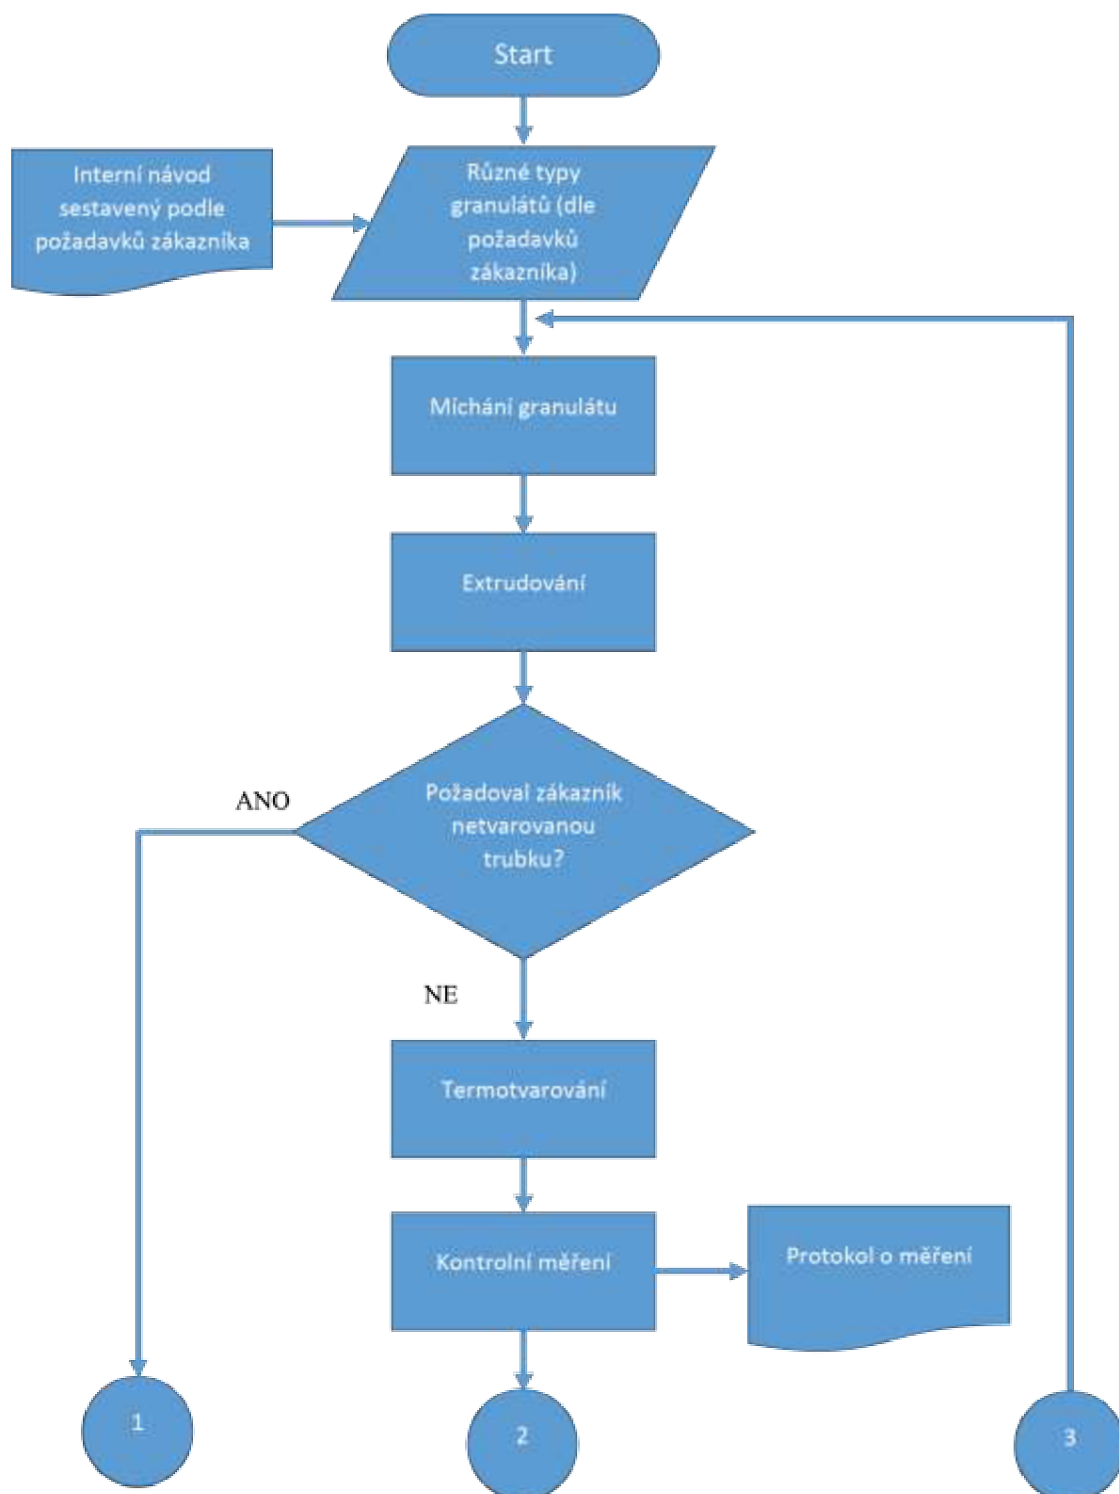 Start
Interní návod
sestavený podle
požadavků zákazníka
Různé typy
granulátů (dle
požadavků
zákazníka)
Míchání granulátu
Extrudování
Požadoval zákazník
netvarovanou
trubku?
ANO
NE
Termotvarování
Kontrolní měření
Protokol o měření
1
2
3